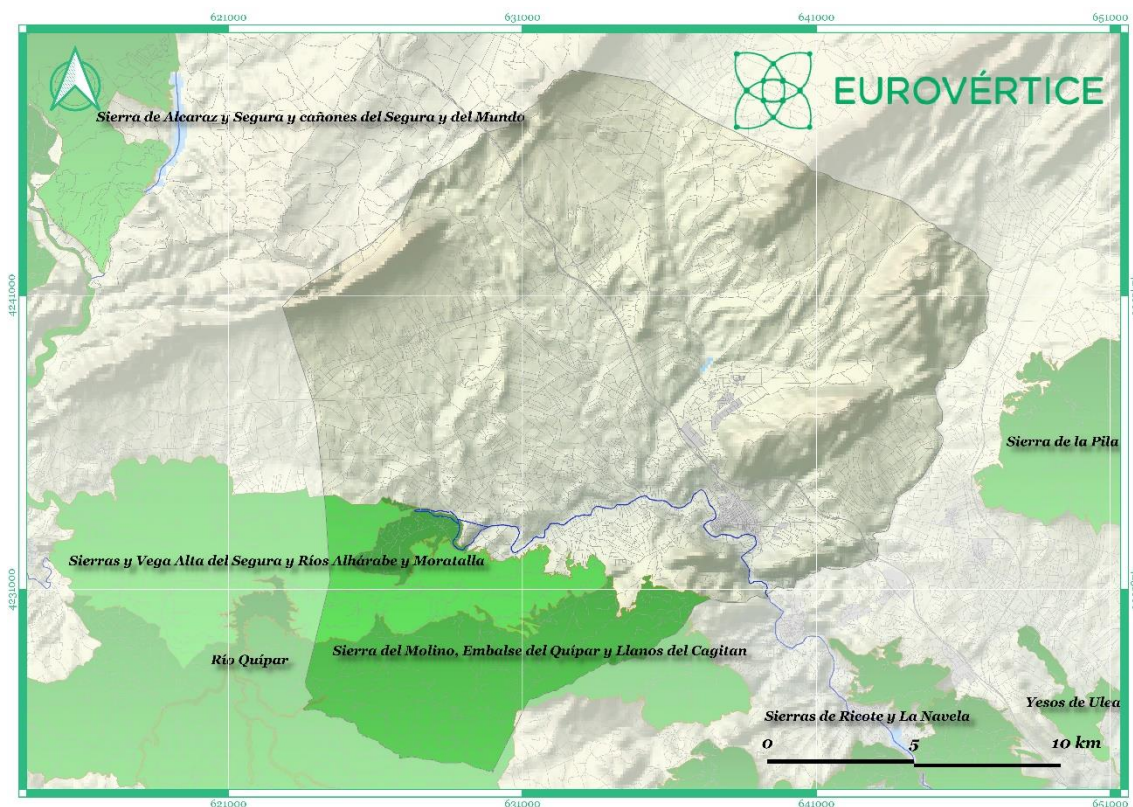 621000
631000
641000
651000
EUROVÉRTICE
Sierra de Alcaraz y Segura y cañones del Segura y del Mundo
4241000
Sierra de la Pila
Sierras y Vega Alta del Segura y Ríos Alhárabe y Moratalla
4231000
Sierra del Molino, Embalse del Quípar y Llanos del Cagitan
Río Quípar
Yesos de Ulea
Sierras de Ricote y La Navela
0 5 10 km
621000
631000
641000
651000